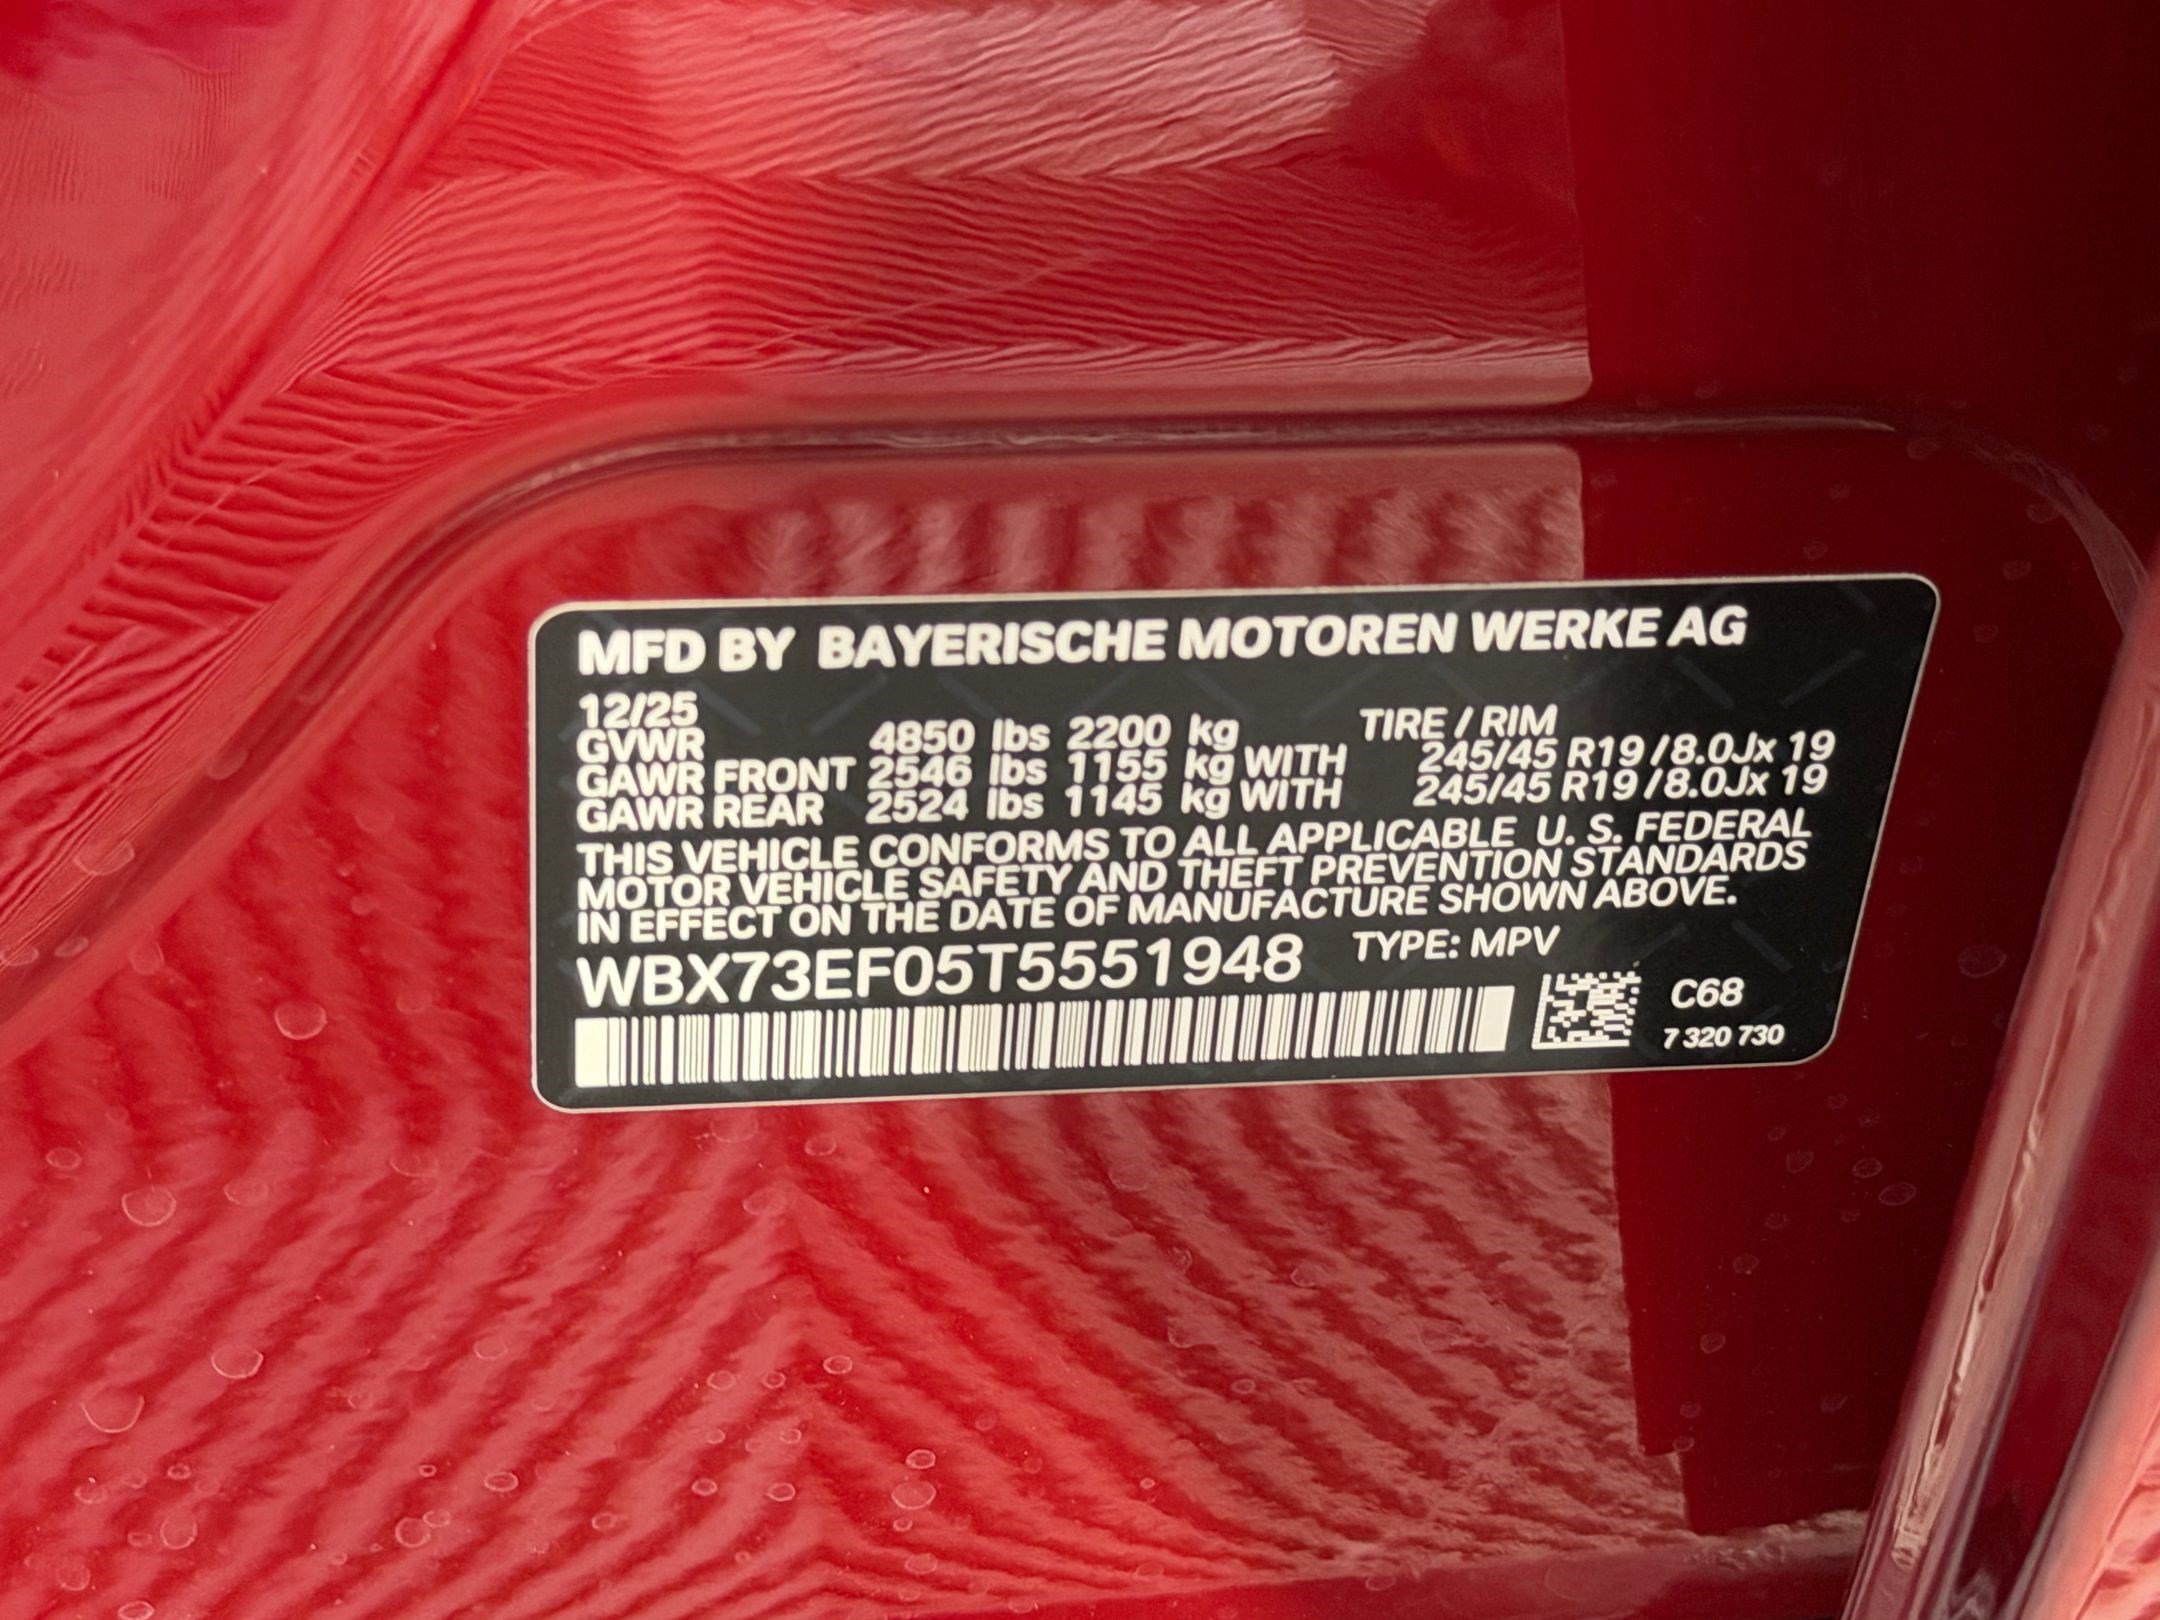 MFD BY BAYERISCHE MOTOREN WERKE AG
12/25
TIRE / RIM
GVWR 4850 lbs 2200 kg
GAWR FRONT 2546 lbs 1155 kg WITH 245/45 R19 /8.0Jx 19
GAWR REAR 2524 lbs 1145 kg WITH 245/45 R19 /8.0Jx 19
THIS VEHICLE CONFORMS TO ALL APPLICABLE U. S. FEDERAL
MOTOR VEHICLE SAFETY AND THEFT PREVENTION STANDARDS
IN EFFECT ON THE DATE OF MANUFACTURE SHOWN ABOVE.
WBX73EF05T5551948 TYPE: MPV
C68
7 320 730